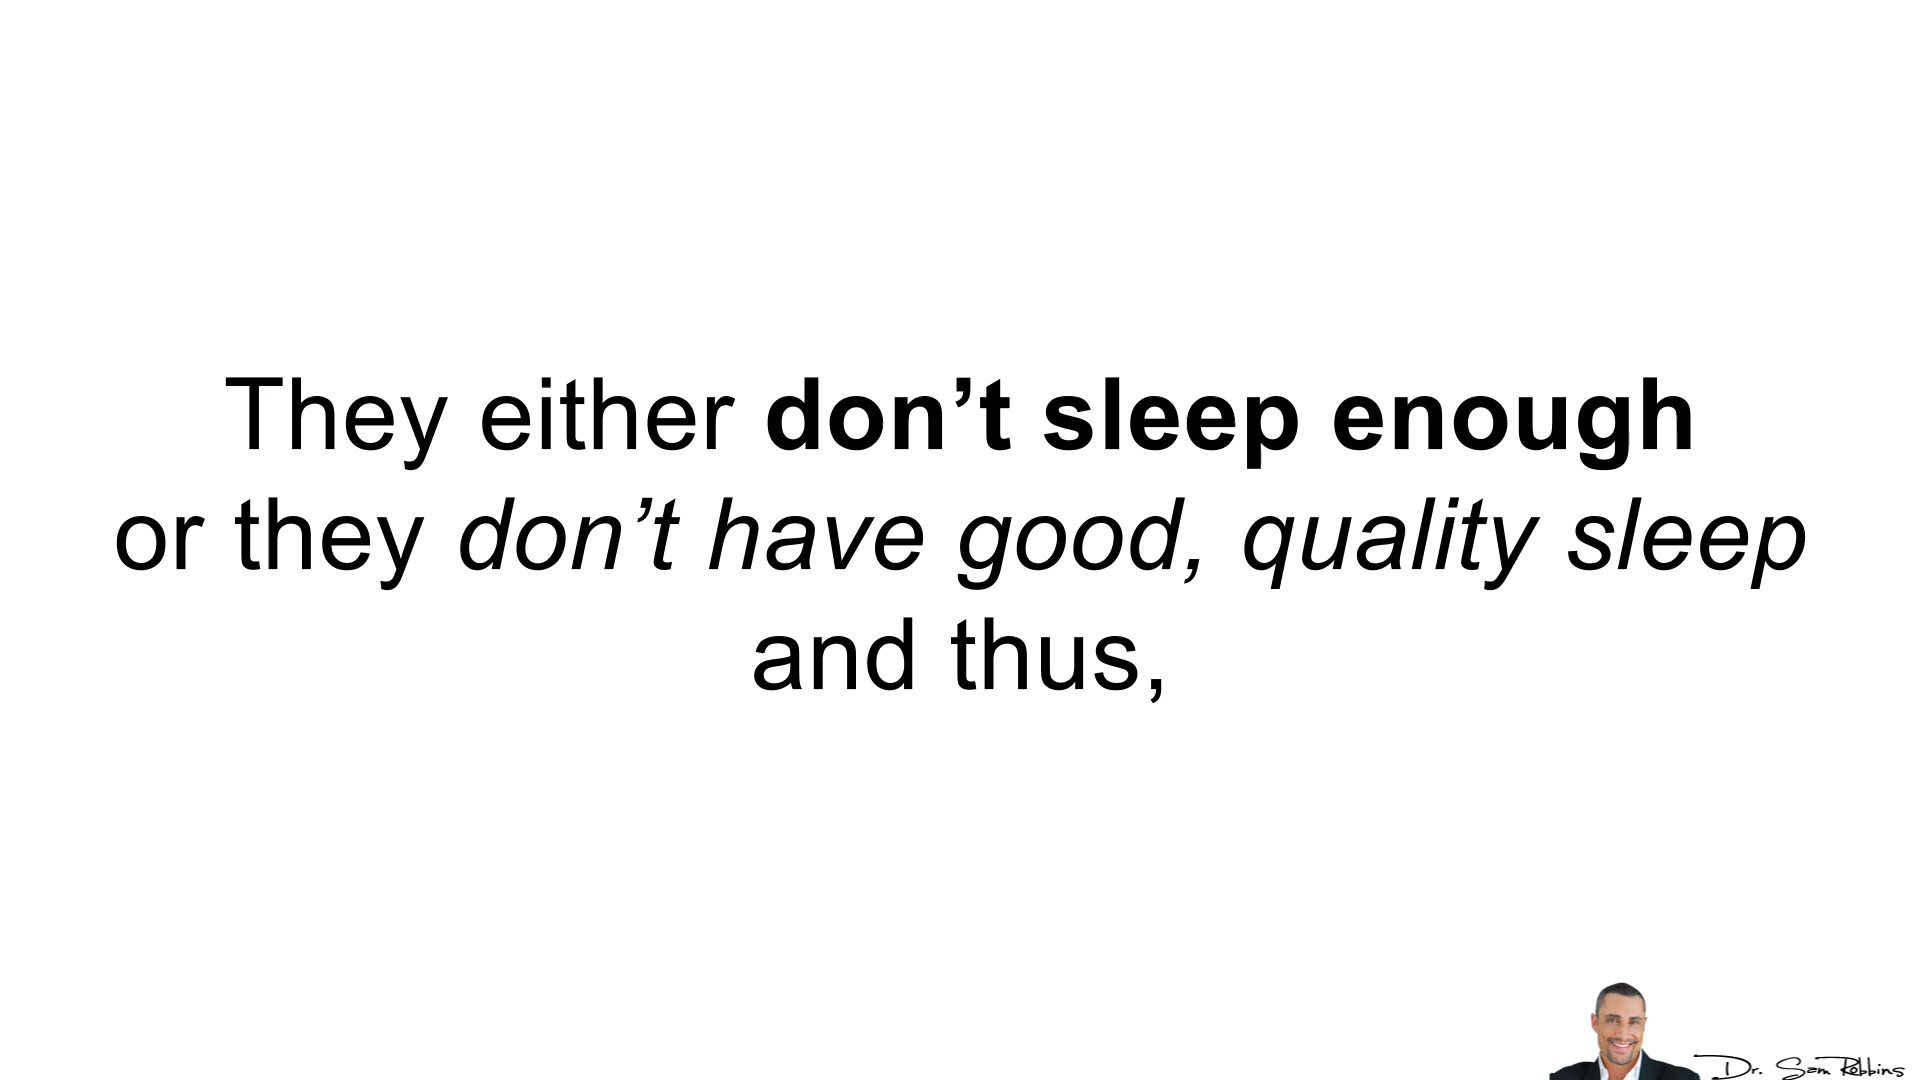 They either don’t sleep enough
or they don’t have good, quality sleep
and thus,
Dr. Sam Robbins